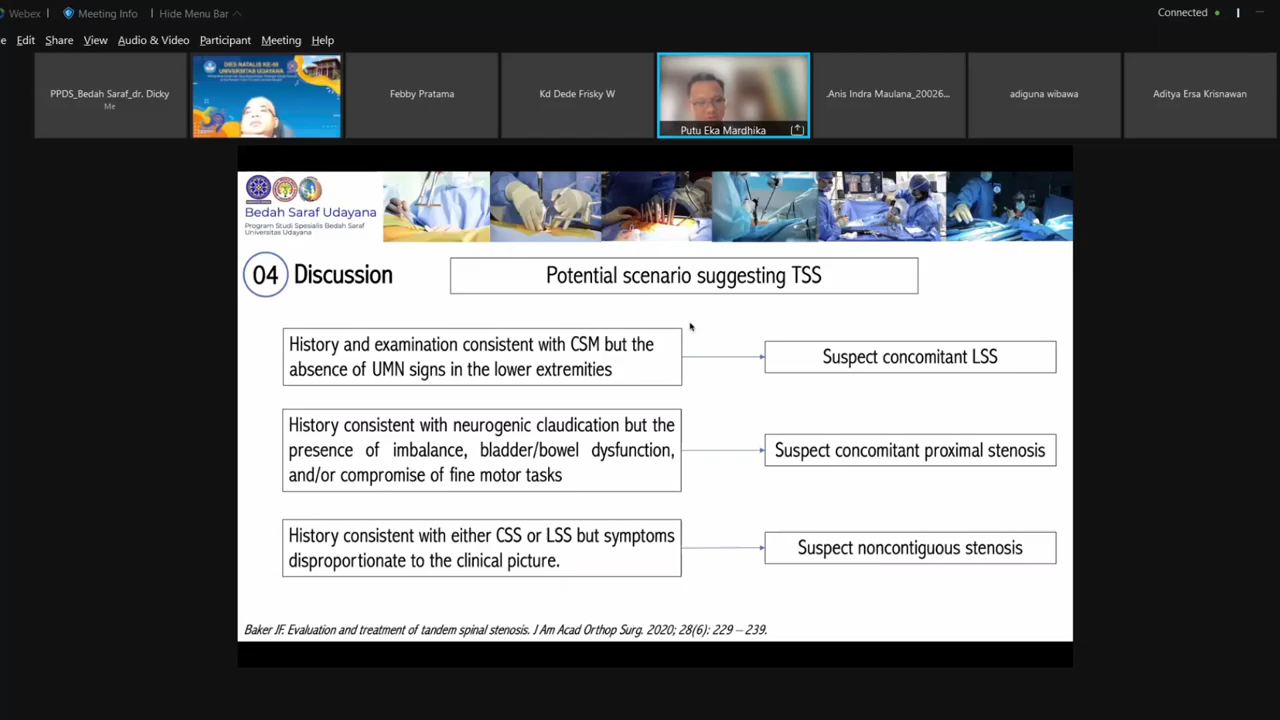 Webex
Meeting Info
Hide Menu Bar
Connected
Edit Share View Audio & Video Participant Meeting Help
PPDS_Bedah Saraf_dr. Dicky
Me
DIES NATALIS KE-60
UNIVERSITAS UDAYANA
Febby Pratama
Kd Dede Frisky W
Putu Eka Mardhika
.Anis Indra Maulana_20026...
adiguna wibawa
Aditya Ersa Krisnawan
Bedah Saraf Udayana
Program Studi Spesialis Bedah Saraf
Universitas Udayana
04 Discussion
Potential scenario suggesting TSS
History and examination consistent with CSM but the
absence of UMN signs in the lower extremities
Suspect concomitant LSS
History consistent with neurogenic claudication but the
presence of imbalance, bladder/bowel dysfunction,
and/or compromise of fine motor tasks
Suspect concomitant proximal stenosis
History consistent with either CSS or LSS but symptoms
disproportionate to the clinical picture.
Suspect noncontiguous stenosis
Baker JF. Evaluation and treatment of tandem spinal stenosis. J Am Acad Orthop Surg. 2020; 28(6): 229 – 239.